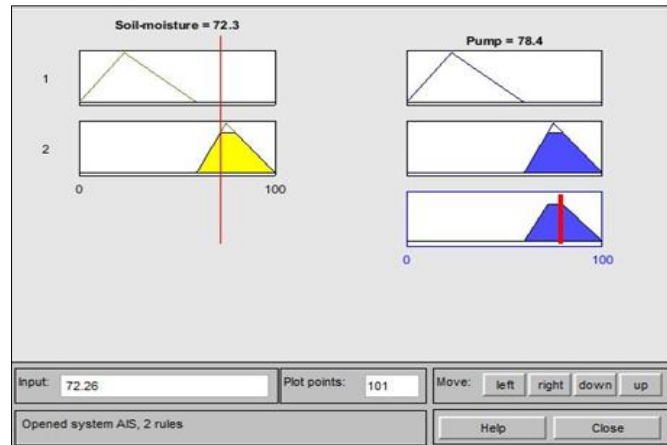 Soil-moisture = 72.3
Pump = 78.4
1
2
0
100
0
100
Input:
72.26
Plot points:
101
Move:
left
right
down
up
Opened system AIS, 2 rules
Help
Close